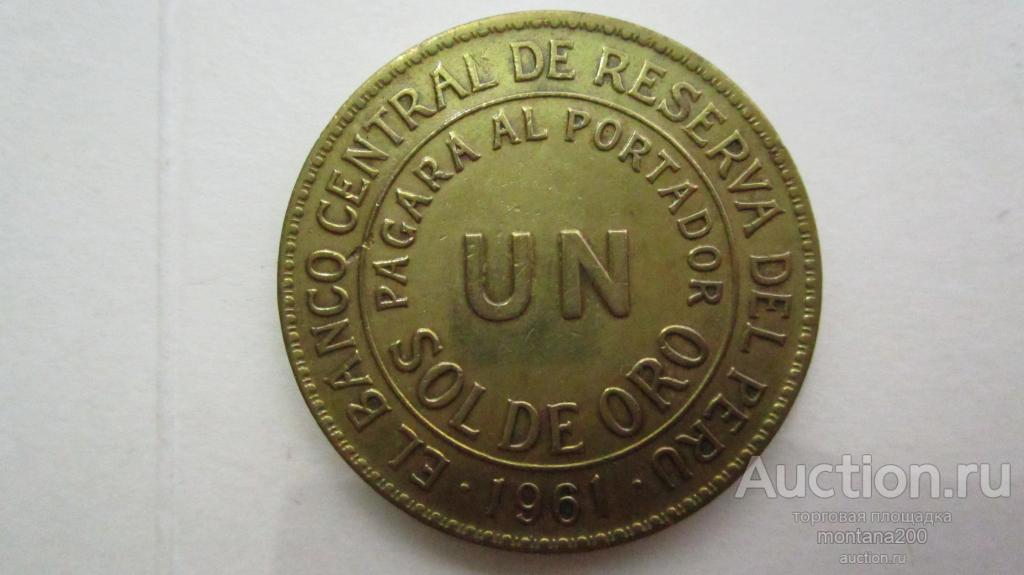 EL BANCO CENTRAL DE RESERVA DEL PERU
PAGARA AL PORTADOR
UN
SOL DE ORO
· 1961 ·
Auction.ru
торговая площадка
montana200
auction.ru